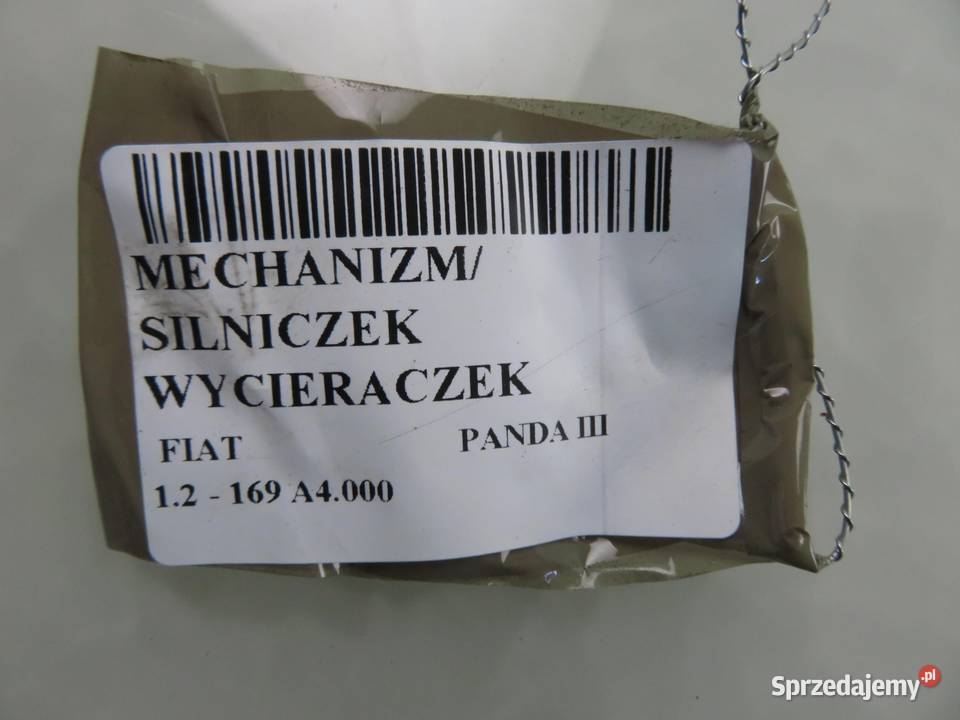 MECHANIZM/
SILNICZEK
WYCIERACZEK
FIAT PANDA III
1.2 - 169 A4.000
Sprzedajemy.pl